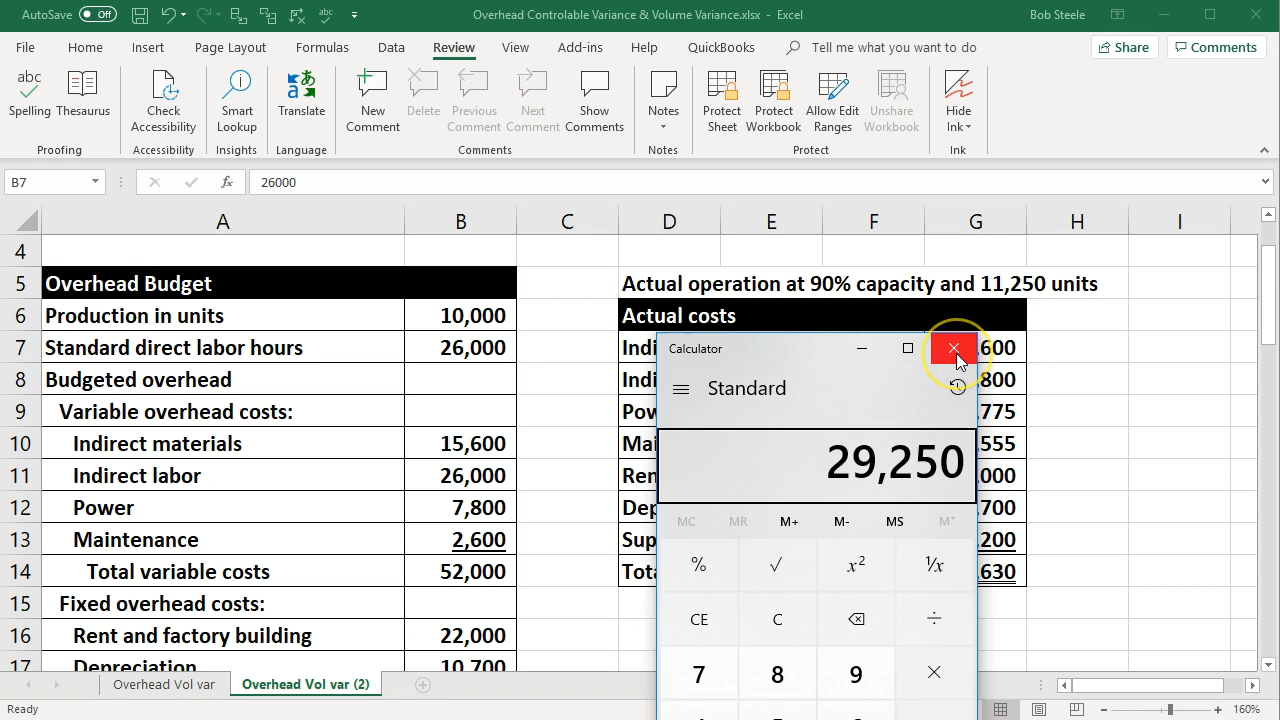 AutoSave Off
Overhead Controlable Variance & Volume Variance.xlsx - Excel
Bob Steele
File Home Insert Page Layout Formulas Data Review View Add-ins Help QuickBooks Tell me what you want to do Share Comments
abc
Spelling Thesaurus
Proofing
Check Accessibility
Accessibility
Smart Lookup
Insights
Translate
Language
New Comment Delete Previous Comment Next Comment Show Comments
Comments
Notes
Notes
Protect Sheet Protect Workbook Allow Edit Ranges Unshare Workbook
Protect
Hide Ink
Ink
B7 fx 26000
A B C D E F G H I
4
5 Overhead Budget Actual operation at 90% capacity and 11,250 units
6 Production in units 10,000 Actual costs
7 Standard direct labor hours 26,000 Indi 600
8 Budgeted overhead Indi 800
9 Variable overhead costs: Pow 775
10 Indirect materials 15,600 Mai 555
11 Indirect labor 26,000 Ren 000
12 Power 7,800 Dep 700
13 Maintenance 2,600 Sup 200
14 Total variable costs 52,000 Tota 630
15 Fixed overhead costs:
16 Rent and factory building 22,000
17 Depreciation 10,700
Calculator
Standard
29,250
MC MR M+ M- MS M˅
% √ x² ¹/x
CE C ⌫ ÷
7 8 9 ×
Overhead Vol var Overhead Vol var (2)
Ready 160%